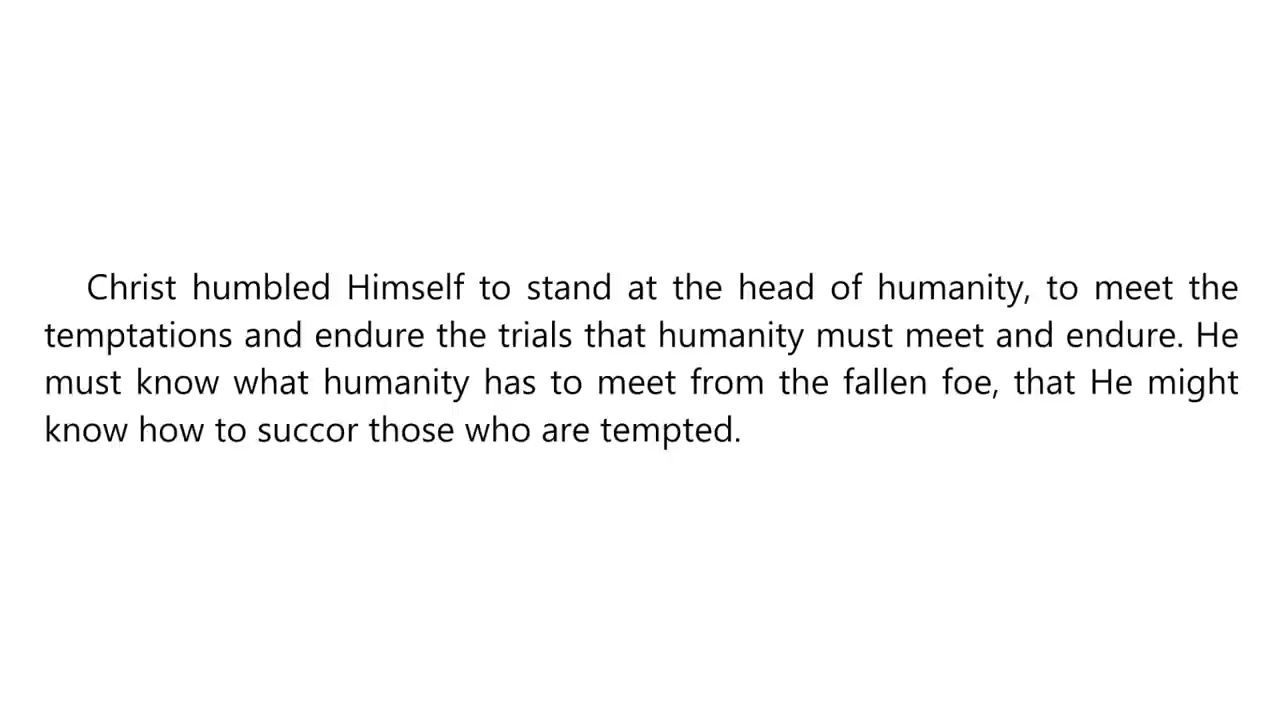 Christ humbled Himself to stand at the head of humanity, to meet the
temptations and endure the trials that humanity must meet and endure. He
must know what humanity has to meet from the fallen foe, that He might
know how to succor those who are tempted.